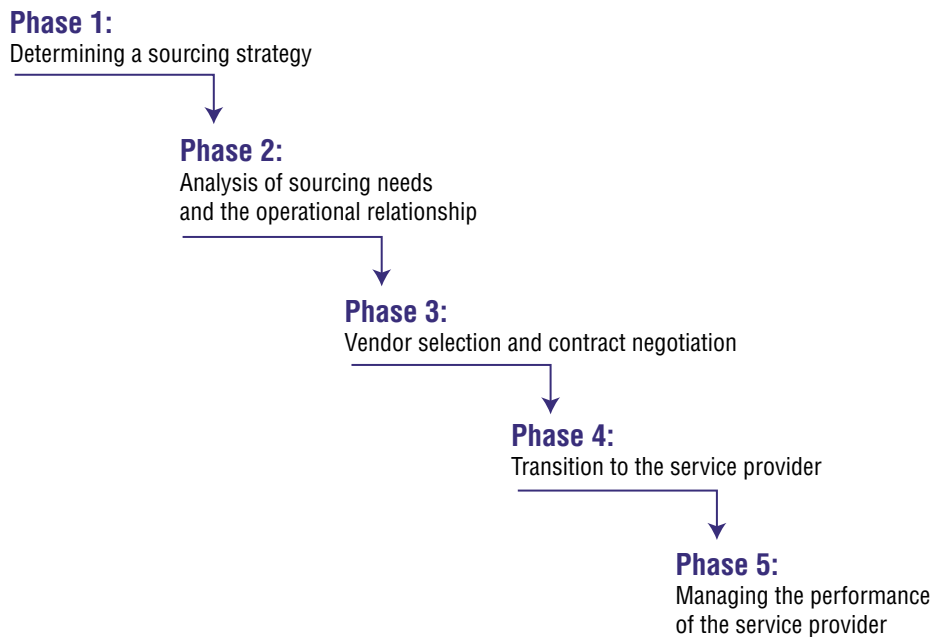 Phase 1:
Determining a sourcing strategy
Phase 2:
Analysis of sourcing needs
and the operational relationship
Phase 3:
Vendor selection and contract negotiation
Phase 4:
Transition to the service provider
Phase 5:
Managing the performance
of the service provider